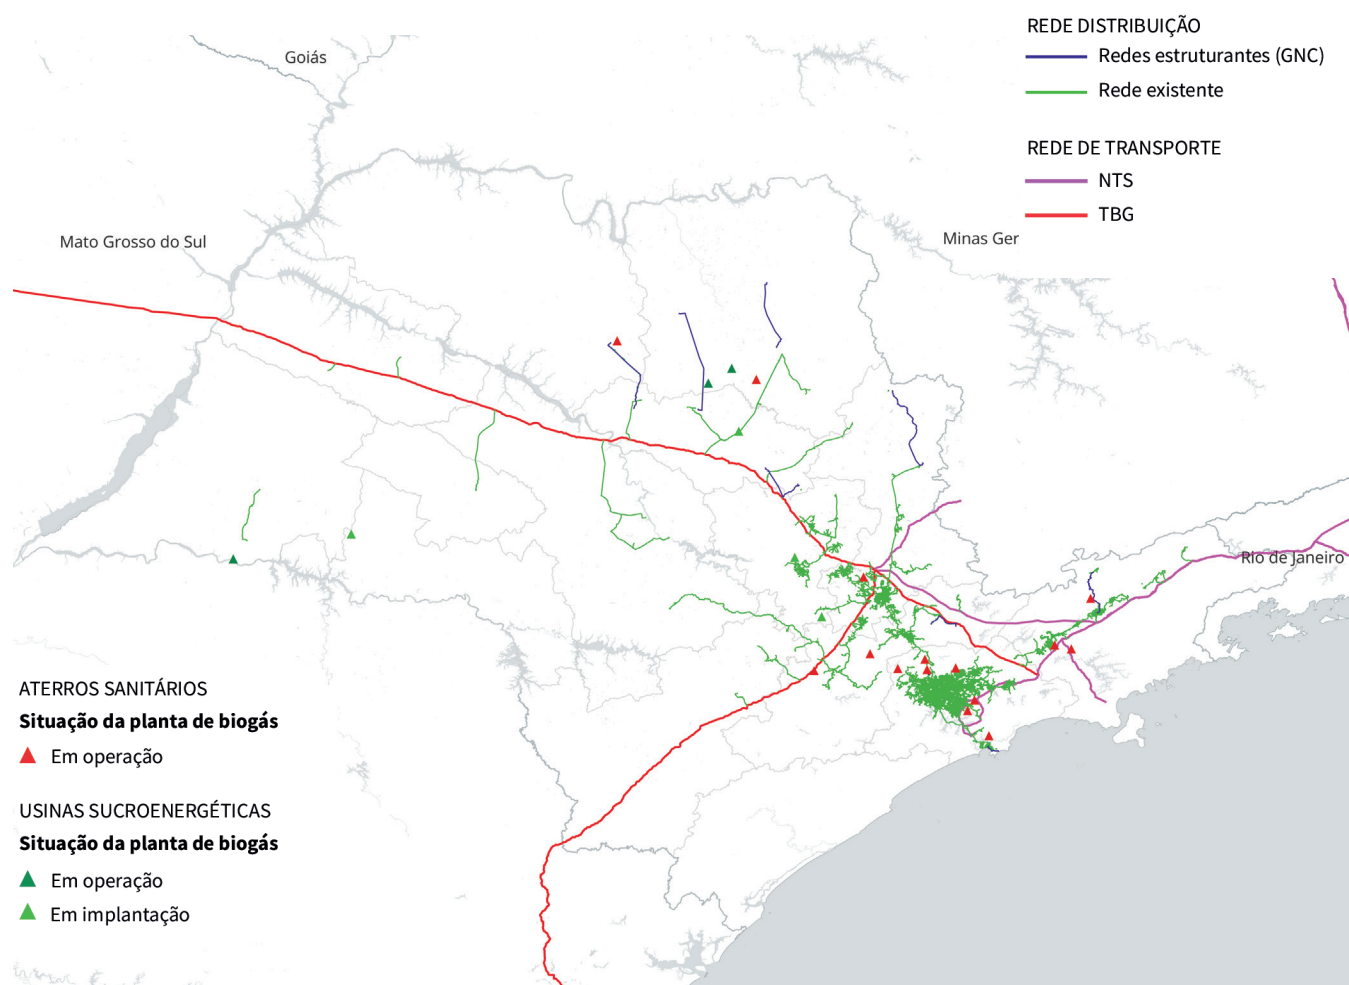 REDE DISTRIBUIÇÃO
Redes estruturantes (GNC)
Rede existente
REDE DE TRANSPORTE
NTS
TBG
Goiás
Mato Grosso do Sul
Minas Ger
Rio de Janeiro
ATERROS SANITÁRIOS
Situação da planta de biogás
Em operação
USINAS SUCROENERGÉTICAS
Situação da planta de biogás
Em operação
Em implantação